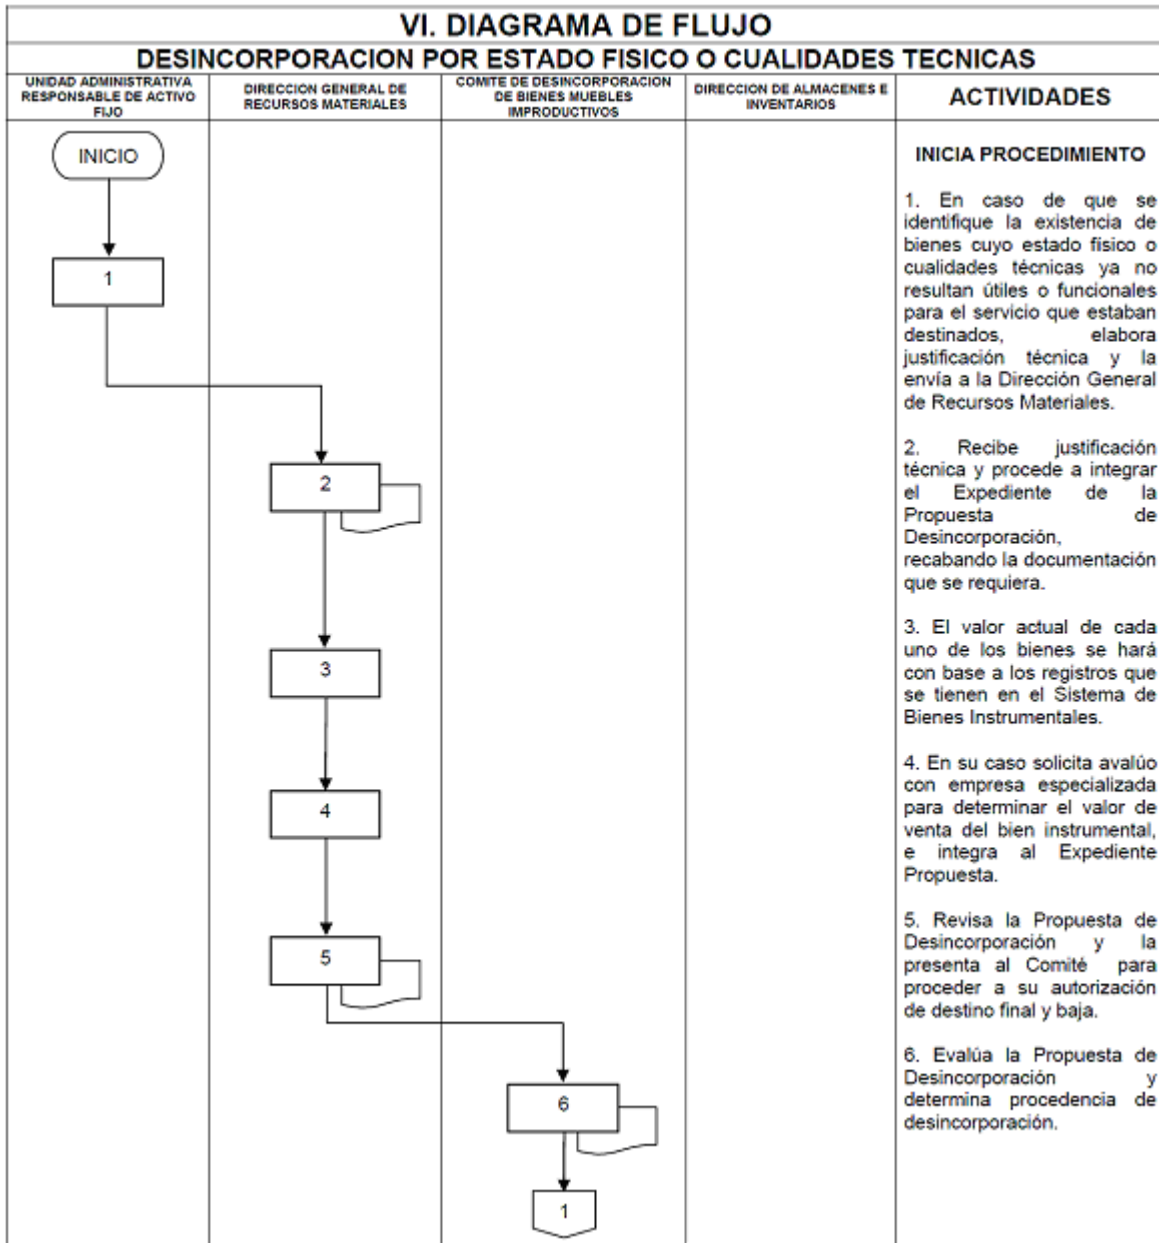 VI. DIAGRAMA DE FLUJO
DESINCORPORACION POR ESTADO FISICO O CUALIDADES TECNICAS
UNIDAD ADMINISTRATIVA
RESPONSABLE DE ACTIVO
FIJO
DIRECCION GENERAL DE
RECURSOS MATERIALES
COMITE DE DESINCORPORACION
DE BIENES MUEBLES
IMPRODUCTIVOS
DIRECCION DE ALMACENES E
INVENTARIOS
ACTIVIDADES
INICIO
1
2
3
4
5
6
1
INICIA PROCEDIMIENTO
1. En caso de que se
identifique la existencia de
bienes cuyo estado físico o
cualidades técnicas ya no
resultan útiles o funcionales
para el servicio que estaban
destinados, elabora
justificación técnica y la
envía a la Dirección General
de Recursos Materiales.
2. Recibe justificación
técnica y procede a integrar
el Expediente de la
Propuesta de
Desincorporación,
recabando la documentación
que se requiera.
3. El valor actual de cada
uno de los bienes se hará
con base a los registros que
se tienen en el Sistema de
Bienes Instrumentales.
4. En su caso solicita avalúo
con empresa especializada
para determinar el valor de
venta del bien instrumental,
e integra al Expediente
Propuesta.
5. Revisa la Propuesta de
Desincorporación y la
presenta al Comité para
proceder a su autorización
de destino final y baja.
6. Evalúa la Propuesta de
Desincorporación y
determina procedencia de
desincorporación.